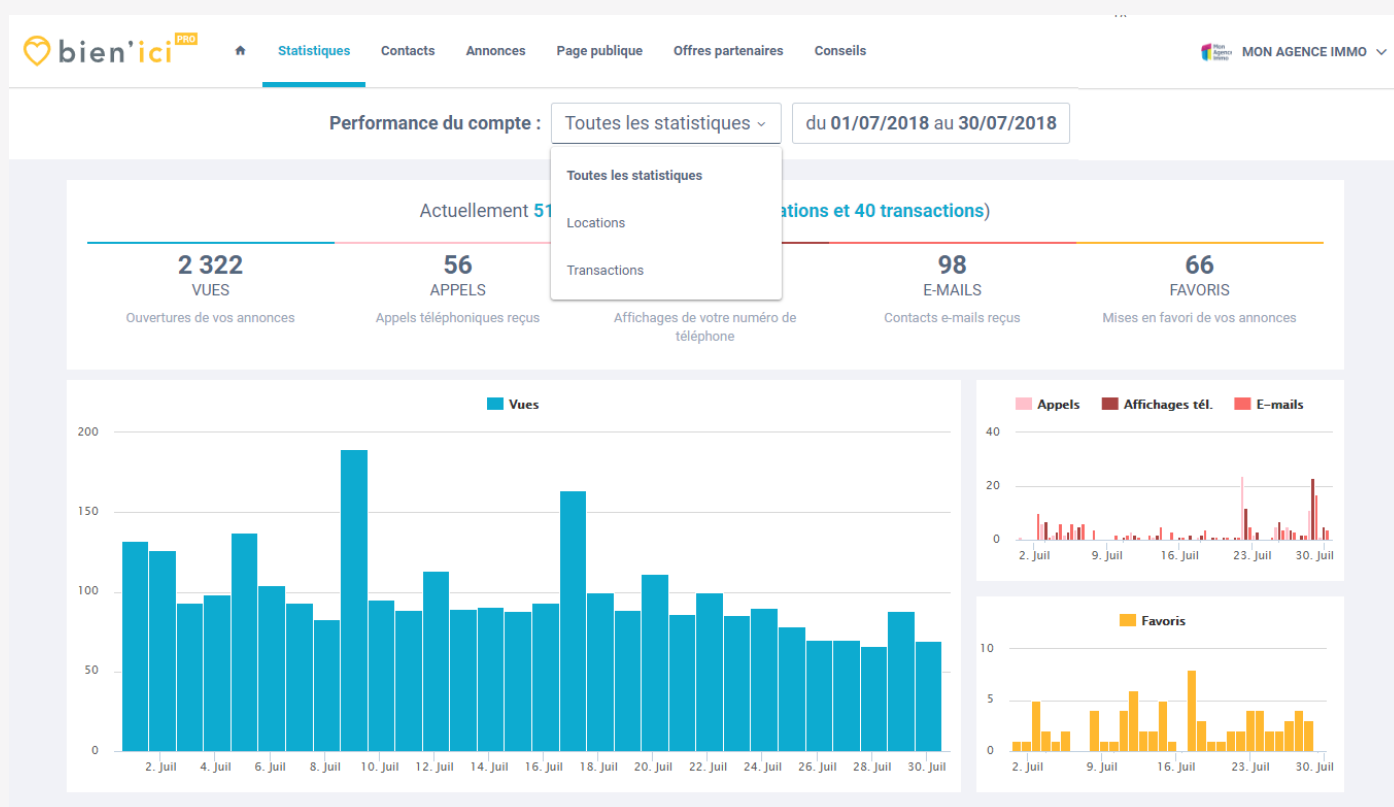 bien'ici PRO
Statistiques Contacts Annonces Page publique Offres partenaires Conseils
Mon Agence Immo MON AGENCE IMMO
Performance du compte : Toutes les statistiques du 01/07/2018 au 30/07/2018
Toutes les statistiques
Locations
Transactions
Actuellement 51 et 40 transactions)
2 322 56 98 66
VUES APPELS E-MAILS FAVORIS
Ouvertures de vos annonces Appels téléphoniques reçus Affichages de votre numéro de Contacts e-mails reçus Mises en favori de vos annonces
téléphone
Vues
200
150
100
50
0
2. Juil 4. Juil 6. Juil 8. Juil 10. Juil 12. Juil 14. Juil 16. Juil 18. Juil 20. Juil 22. Juil 24. Juil 26. Juil 28. Juil 30. Juil
Appels Affichages tél. E-mails
40
20
0
2. Juil 9. Juil 16. Juil 23. Juil 30. Juil
Favoris
10
5
0
2. Juil 9. Juil 16. Juil 23. Juil 30. Juil